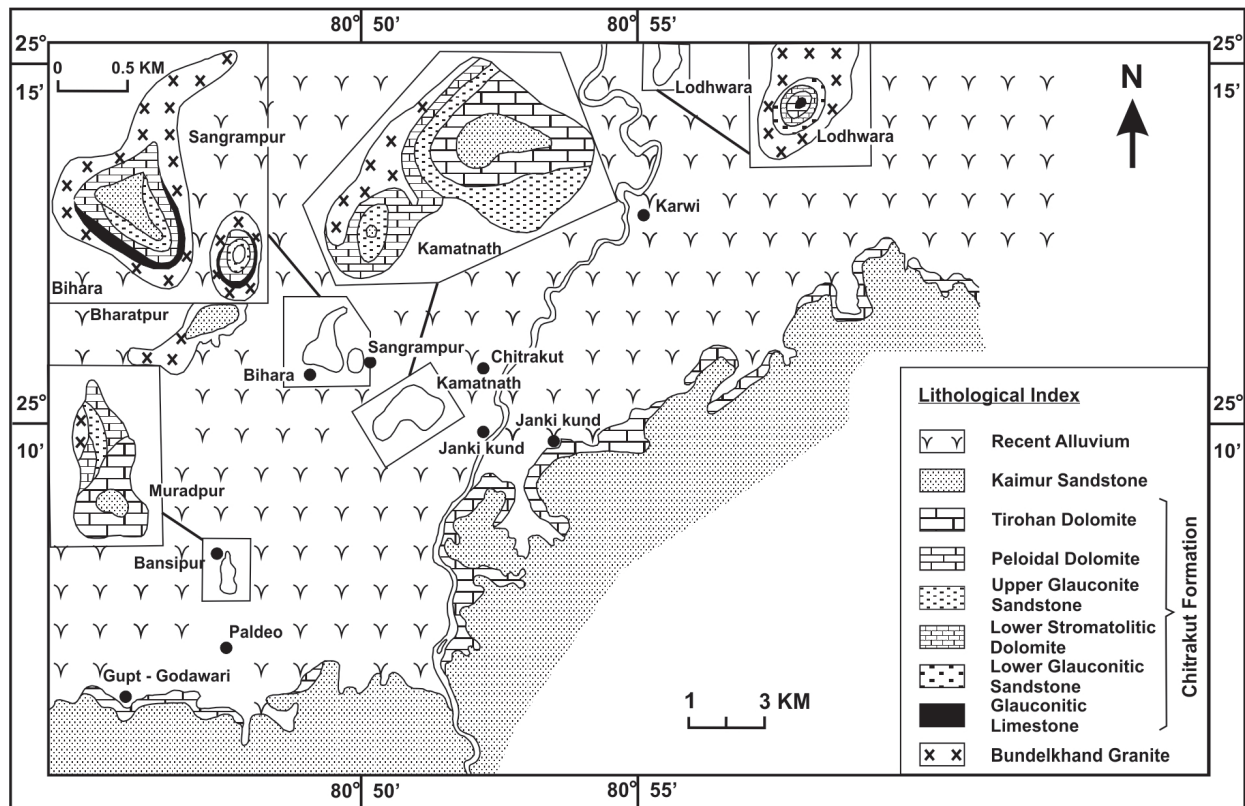 80° 50'
80° 55'
25°
15'
25°
15'
0 0.5 KM
N
Sangrampur
Lodhwara
Lodhwara
Karwi
Kamatnath
Bihara
Bharatpur
Sangrampur
Bihara
Chitrakut
Kamatnath
25°
10'
25°
10'
Janki kund
Janki kund
Muradpur
Bansipur
Paldeo
Gupt - Godawari
1 3 KM
Lithological Index
Recent Alluvium
Kaimur Sandstone
Tirohan Dolomite
Peloidal Dolomite
Upper Glauconite
Sandstone
Lower Stromatolitic
Dolomite
Lower Glauconitic
Sandstone
Glauconitic
Limestone
Bundelkhand Granite
Chitrakut Formation
80° 50'
80° 55'